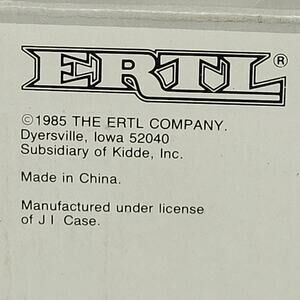 ERTL®
©1985 THE ERTL COMPANY.
Dyersville, Iowa 52040
Subsidiary of Kidde, Inc.
Made in China.
Manufactured under license
of J I Case.